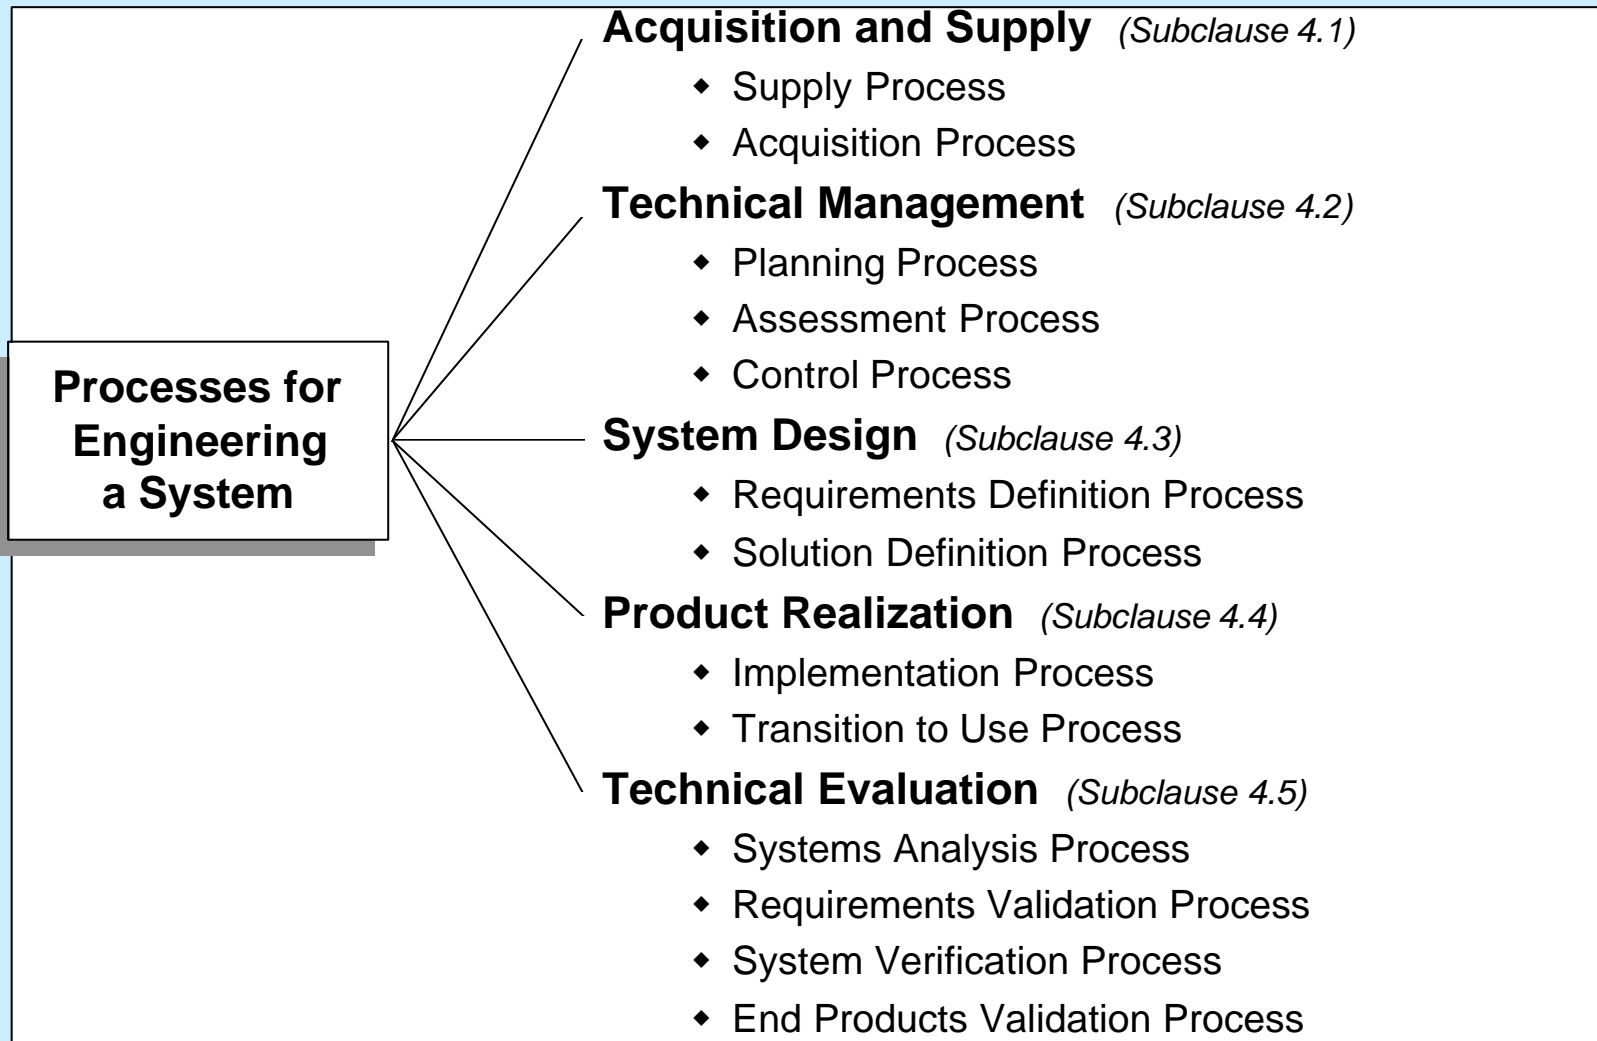 Processes for
Engineering
a System
Acquisition and Supply (Subclause 4.1)
◆ Supply Process
◆ Acquisition Process
Technical Management (Subclause 4.2)
◆ Planning Process
◆ Assessment Process
◆ Control Process
System Design (Subclause 4.3)
◆ Requirements Definition Process
◆ Solution Definition Process
Product Realization (Subclause 4.4)
◆ Implementation Process
◆ Transition to Use Process
Technical Evaluation (Subclause 4.5)
◆ Systems Analysis Process
◆ Requirements Validation Process
◆ System Verification Process
◆ End Products Validation Process